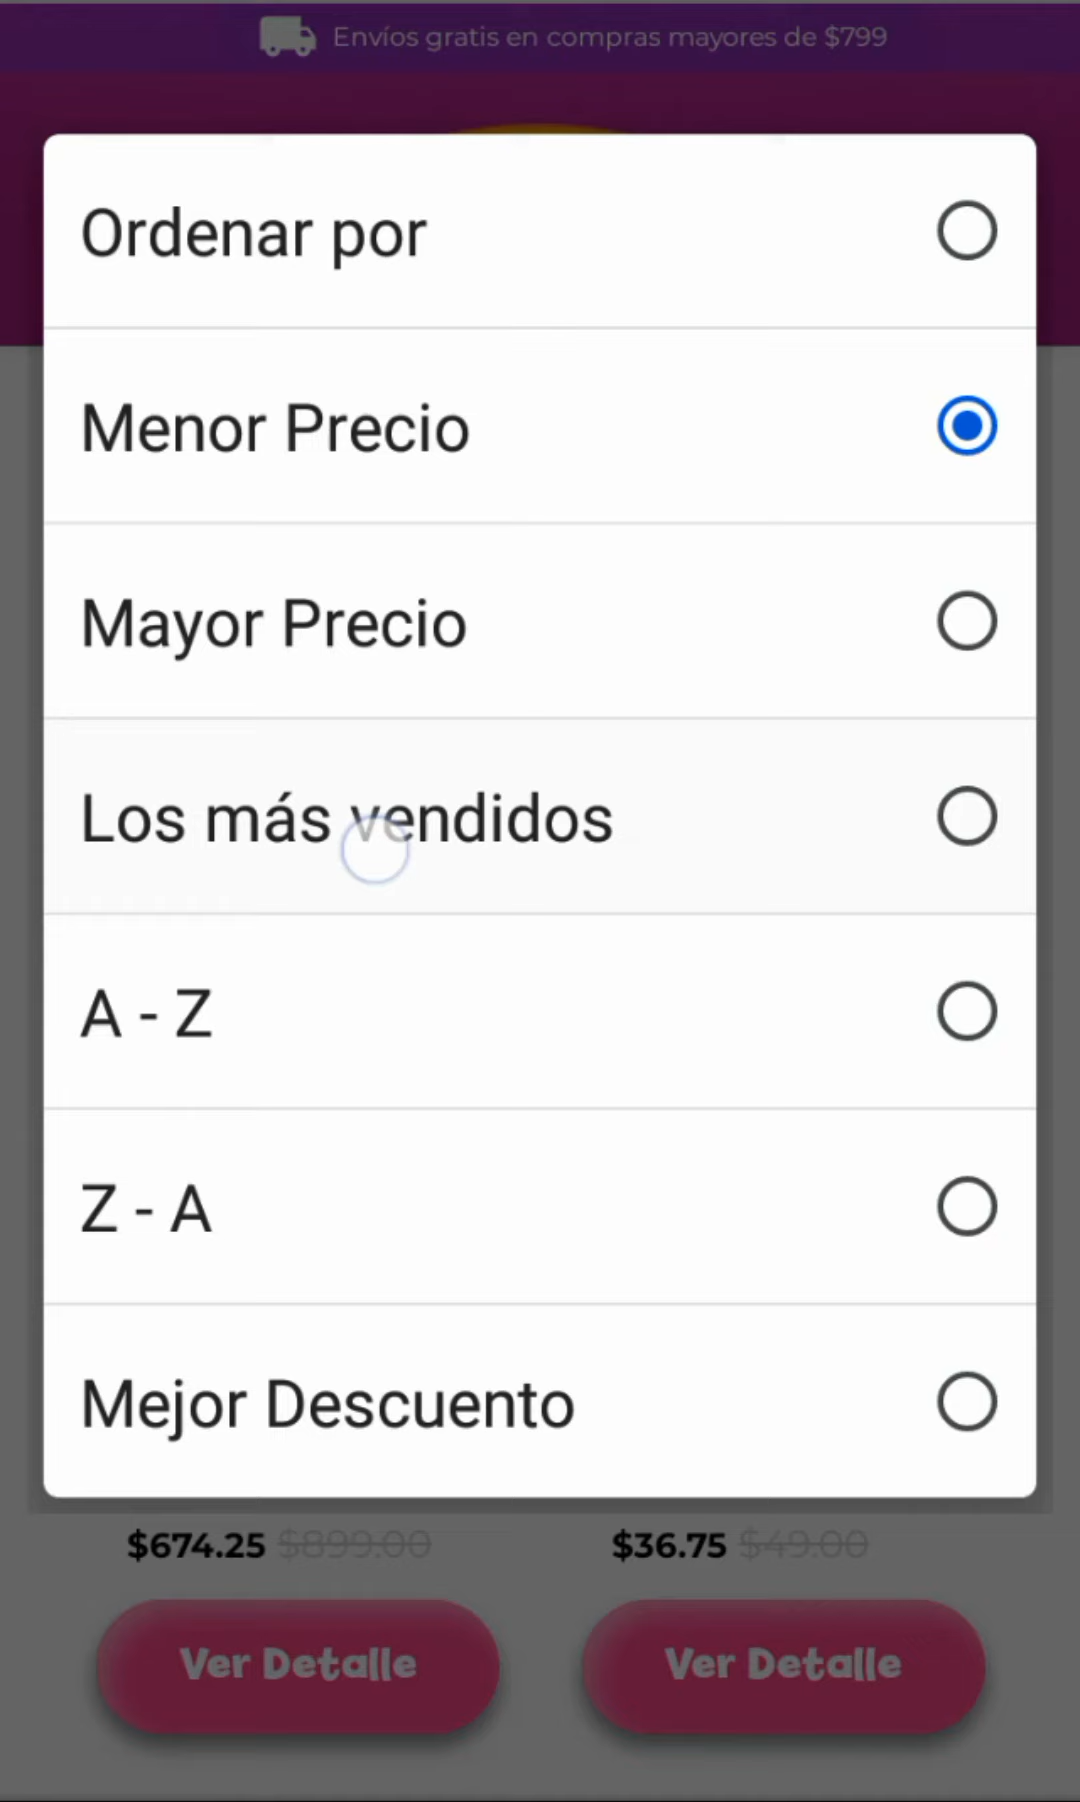 Envíos gratis en compras mayores de $799
Ordenar por
Menor Precio
Mayor Precio
Los más vendidos
A - Z
Z - A
Mejor Descuento
$674.25 $899.00 $36.75 $49.00
Ver Detalle Ver Detalle